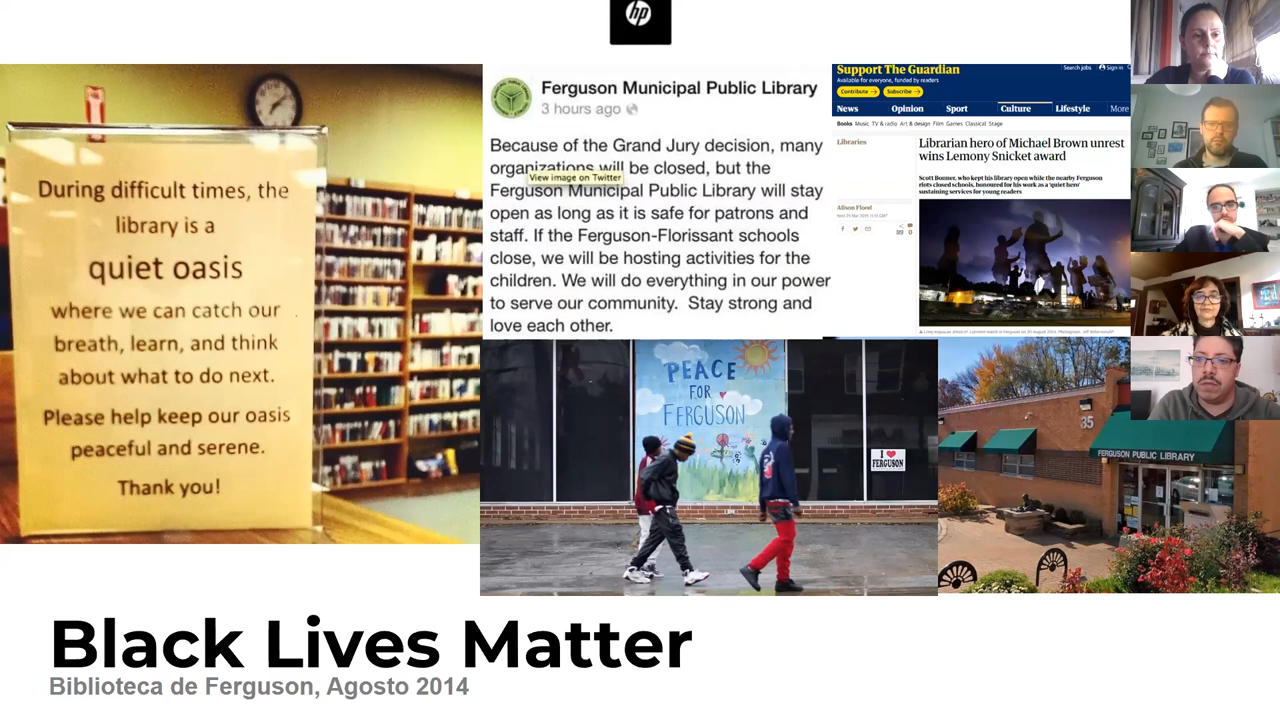 hp
During difficult times, the
library is a
quiet oasis
where we can catch our
breath, learn, and think
about what to do next.
Please help keep our oasis
peaceful and serene.
Thank you!
Ferguson Municipal Public Library
3 hours ago
Because of the Grand Jury decision, many
organizations will be closed, but the
View image on Twitter
Ferguson Municipal Public Library will stay
open as long as it is safe for patrons and
staff. If the Ferguson-Florissant schools
close, we will be hosting activities for the
children. We will do everything in our power
to serve our community. Stay strong and
love each other.
Support The Guardian
Search jobs Sign in
Available for everyone, funded by readers
Contribute → Subscribe →
News Opinion Sport Culture Lifestyle More
Books Music TV & radio Art & design Film Games Classical Stage
Libraries
Librarian hero of Michael Brown unrest
wins Lemony Snicket award
Scott Bonner, who kept his library open while the nearby Ferguson
riots closed schools, honoured for his work as a 'quiet hero'
sustaining services for young readers
Alison Flood
PEACE
FOR
FERGUSON
I ♥
FERGUSON
35
FERGUSON PUBLIC LIBRARY
Black Lives Matter
Biblioteca de Ferguson, Agosto 2014